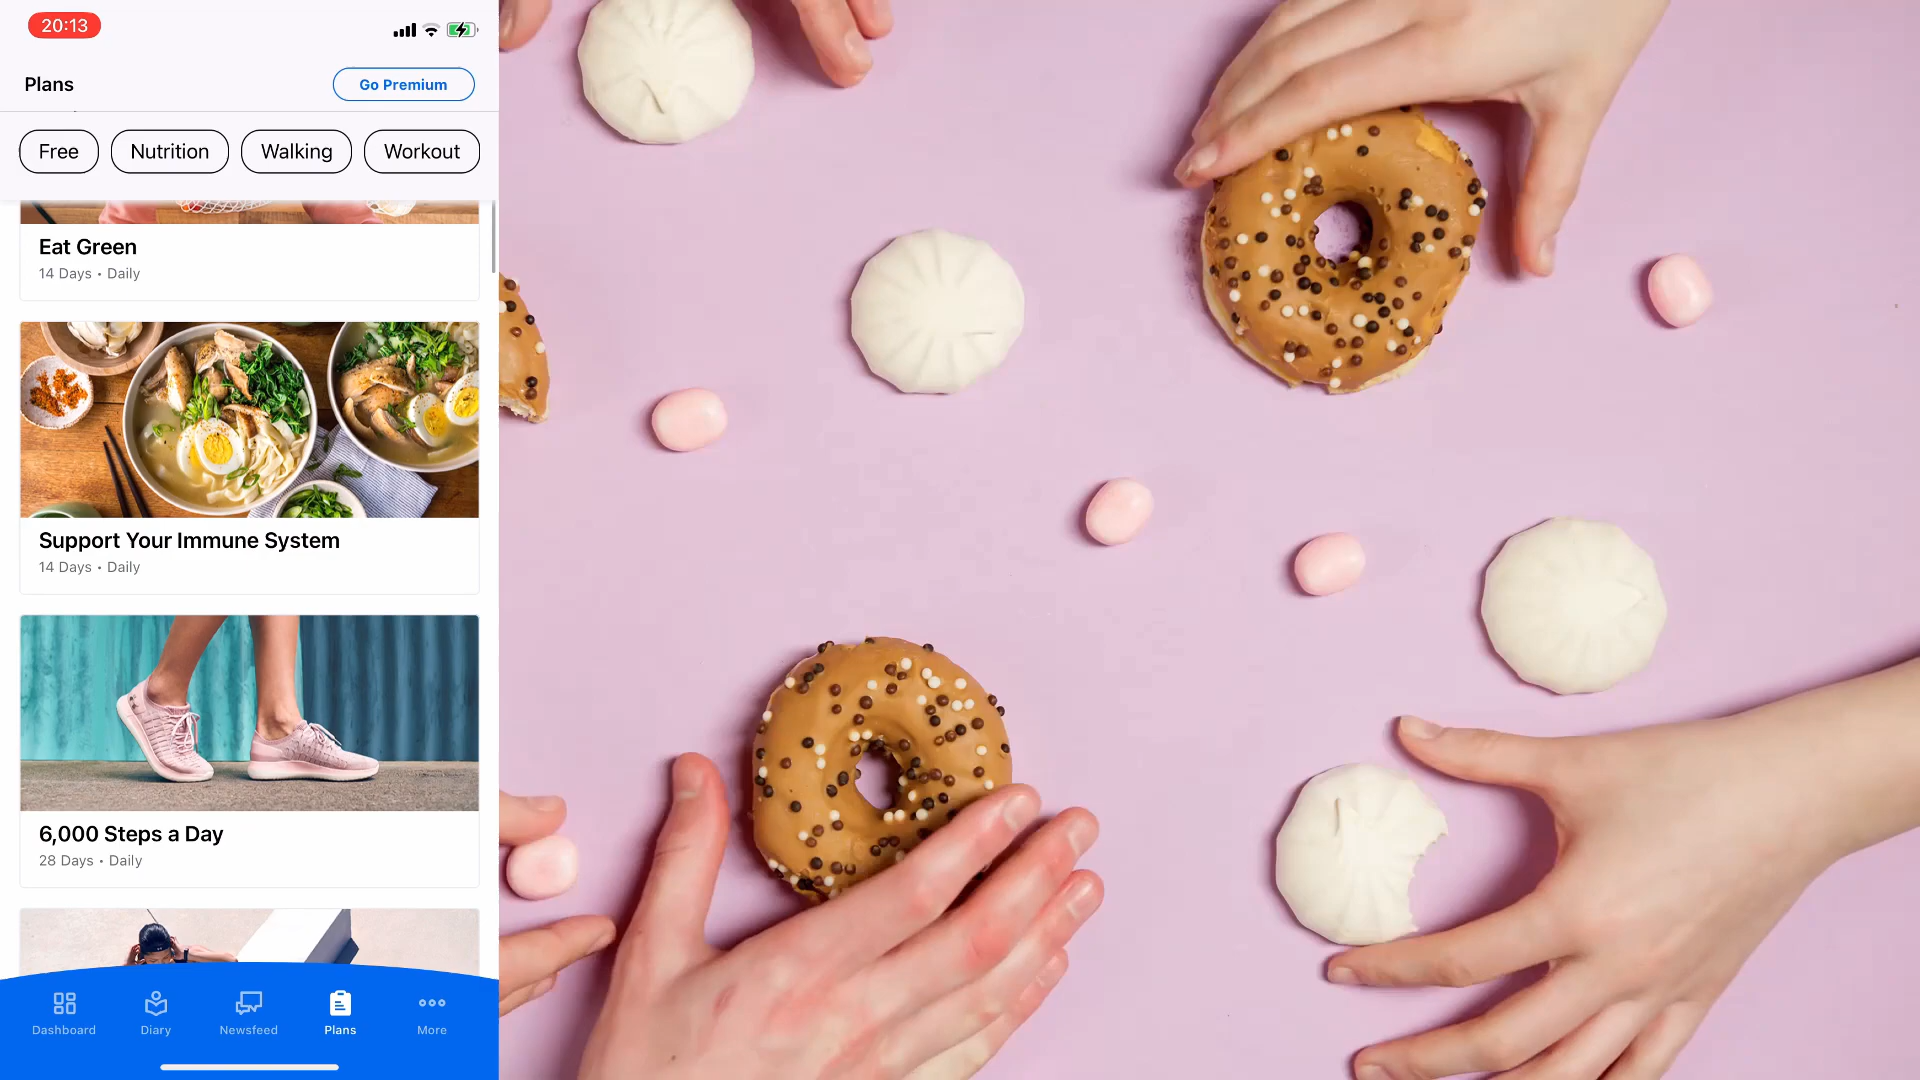 20:13
Plans
Go Premium
Free
Nutrition
Walking
Workout
Eat Green
14 Days • Daily
Support Your Immune System
14 Days • Daily
6,000 Steps a Day
28 Days • Daily
Dashboard
Diary
Newsfeed
Plans
More